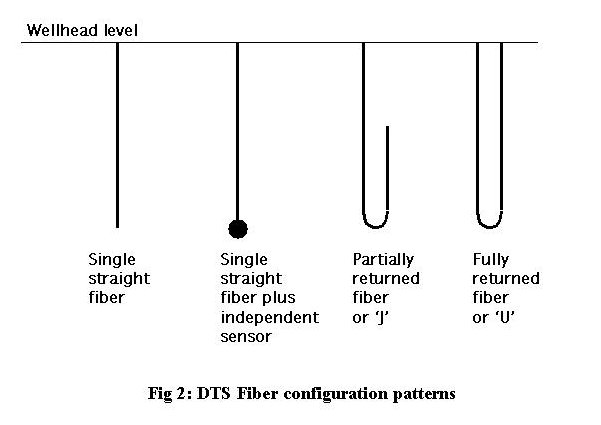 Wellhead level
Single
straight
fiber
Single
straight
fiber plus
independent
sensor
Partially
returned
fiber
or ‘J’
Fully
returned
fiber
or ‘U’
Fig 2: DTS Fiber configuration patterns